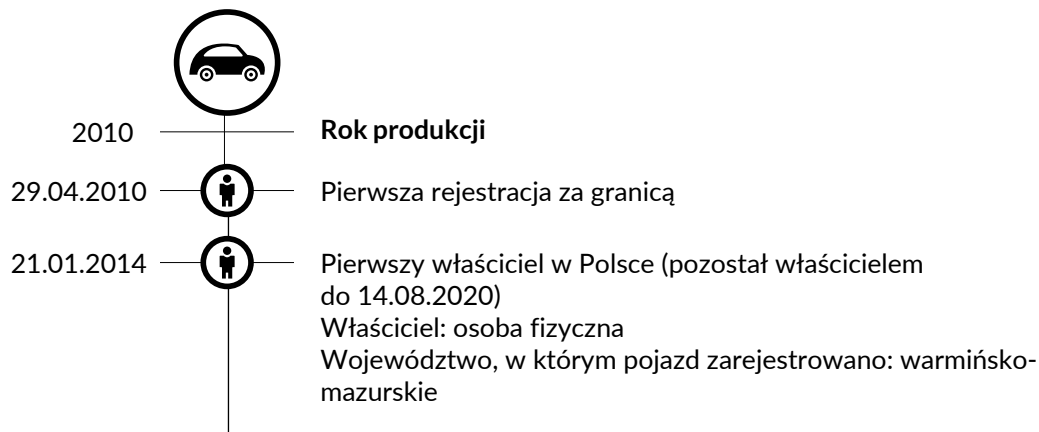 2010 Rok produkcji
29.04.2010 Pierwsza rejestracja za granicą
21.01.2014 Pierwszy właściciel w Polsce (pozostał właścicielem
do 14.08.2020)
Właściciel: osoba fizyczna
Województwo, w którym pojazd zarejestrowano: warmińsko-
mazurskie